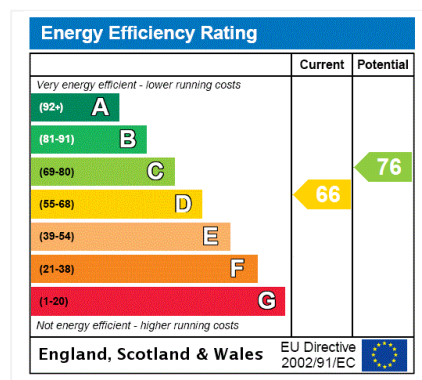 Energy Efficiency Rating
Current Potential
Very energy efficient - lower running costs
(92+) A
(81-91) B
(69-80) C
76
(55-68) D
66
(39-54) E
(21-38) F
(1-20) G
Not energy efficient - higher running costs
England, Scotland & Wales
EU Directive
2002/91/EC